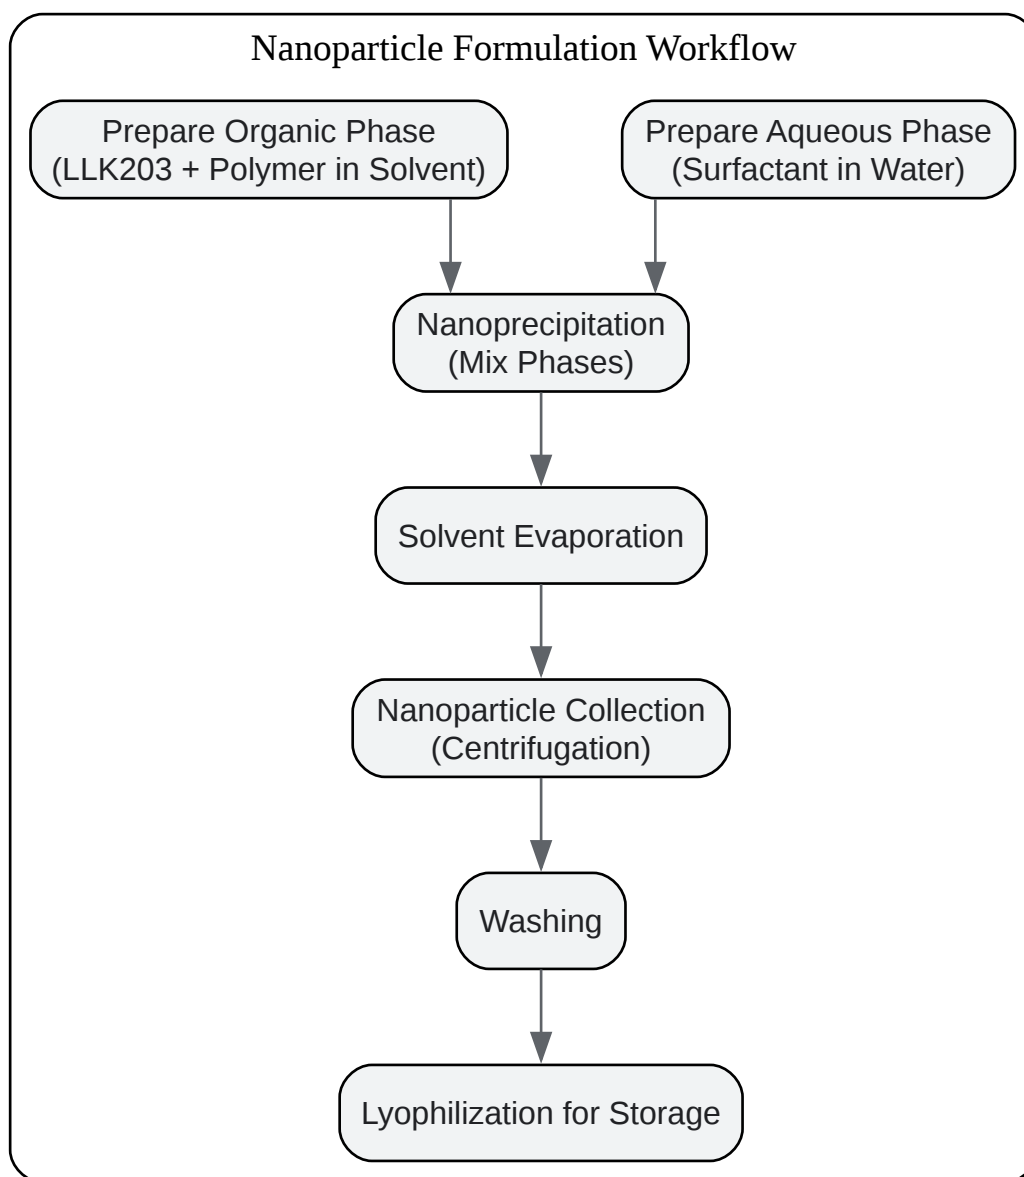 Nanoparticle Formulation Workflow
Prepare Organic Phase
(LLK203 + Polymer in Solvent)
Prepare Aqueous Phase
(Surfactant in Water)
Nanoprecipitation
(Mix Phases)
Solvent Evaporation
Nanoparticle Collection
(Centrifugation)
Washing
Lyophilization for Storage